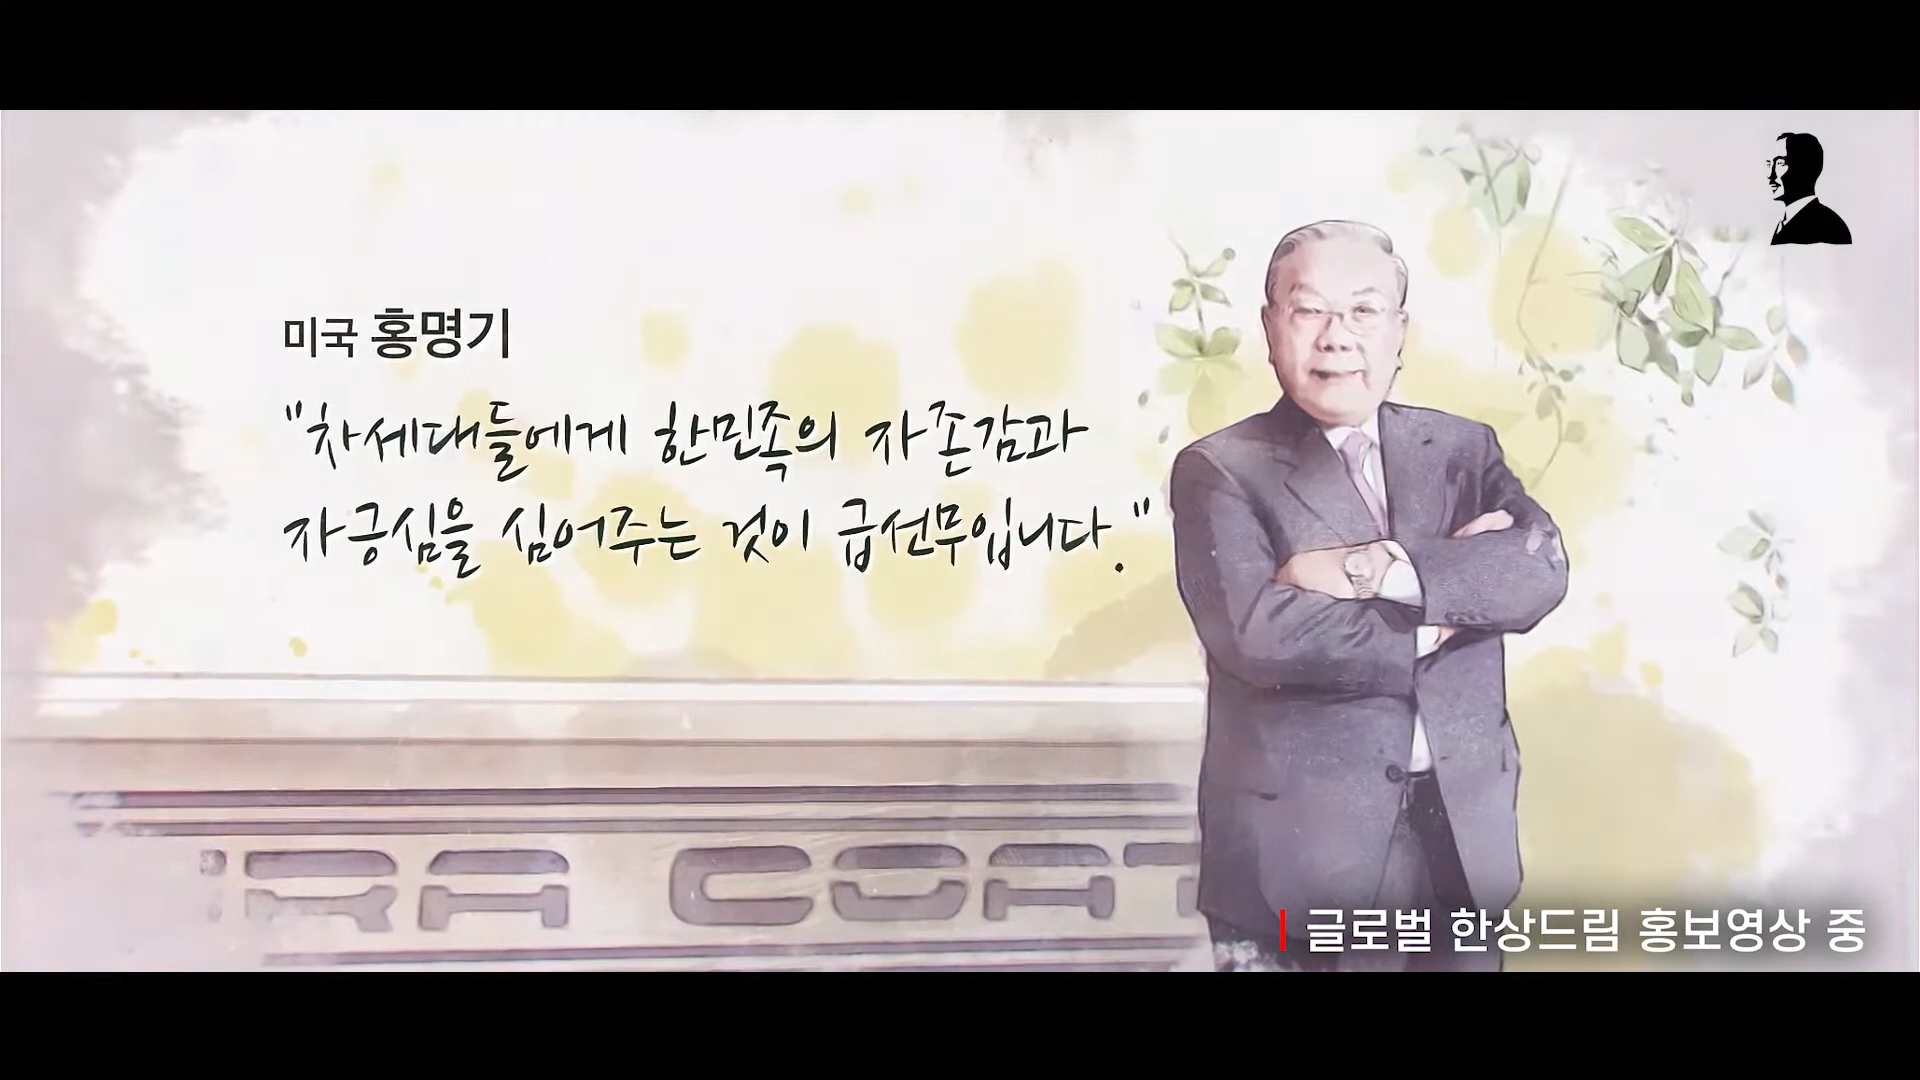 미국 홍명기
"차세대들에게 한민족의 자존감과
자긍심을 심어주는 것이 급선무입니다."
RA COAT
글로벌 한상드림 홍보영상 중